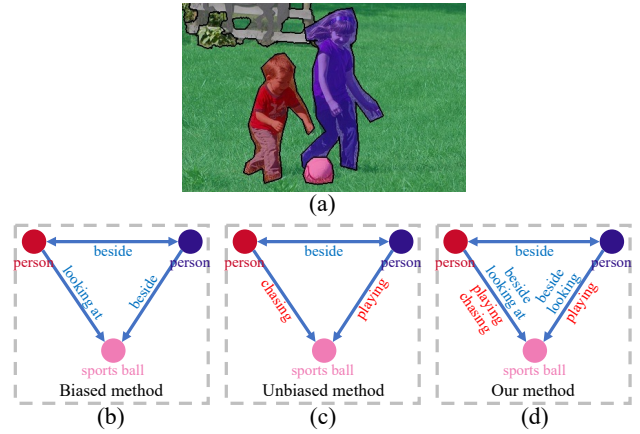 (a)
beside
person
person
looking at
beside
sports ball
Biased method
(b)
beside
person
person
chasing
playing
sports ball
Unbiased method
(c)
beside
person
person
beside
looking at
playing
chasing
beside
looking
playing
sports ball
Our method
(d)